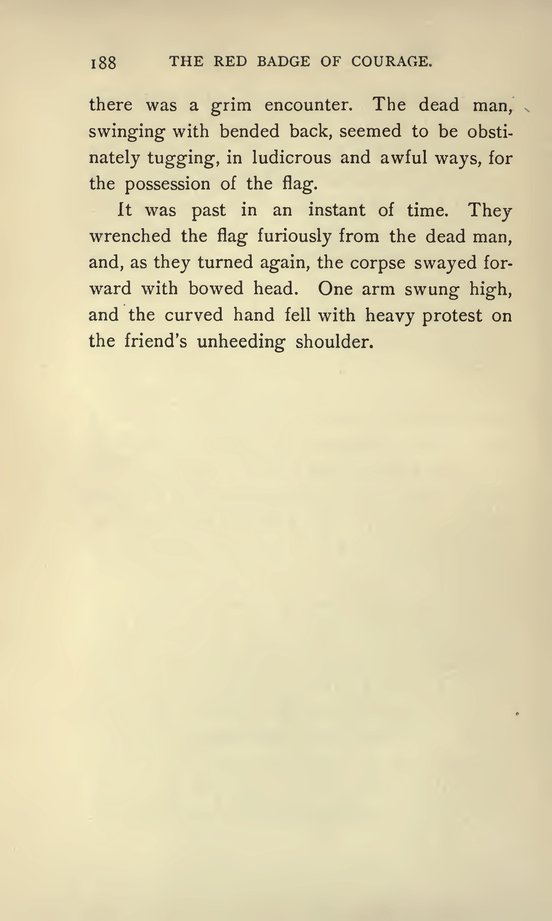 188 THE RED BADGE OF COURAGE.
there was a grim encounter. The dead man,
swinging with bended back, seemed to be obsti-
nately tugging, in ludicrous and awful ways, for
the possession of the flag.
It was past in an instant of time. They
wrenched the flag furiously from the dead man,
and, as they turned again, the corpse swayed for-
ward with bowed head. One arm swung high,
and the curved hand fell with heavy protest on
the friend's unheeding shoulder.